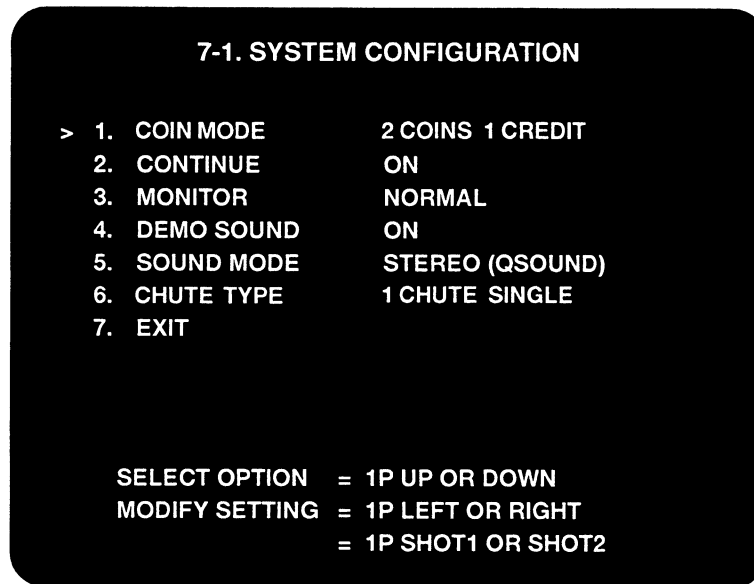 7-1. SYSTEM CONFIGURATION
> 1. COIN MODE 2 COINS 1 CREDIT
2. CONTINUE ON
3. MONITOR NORMAL
4. DEMO SOUND ON
5. SOUND MODE STEREO (QSOUND)
6. CHUTE TYPE 1 CHUTE SINGLE
7. EXIT
SELECT OPTION = 1P UP OR DOWN
MODIFY SETTING = 1P LEFT OR RIGHT
= 1P SHOT1 OR SHOT2